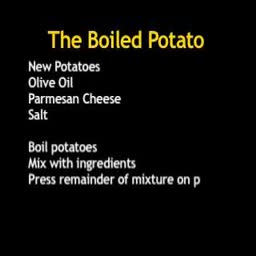 The Boiled Potato
New Potatoes
Olive Oil
Parmesan Cheese
Salt
Boil potatoes
Mix with ingredients
Press remainder of mixture on p